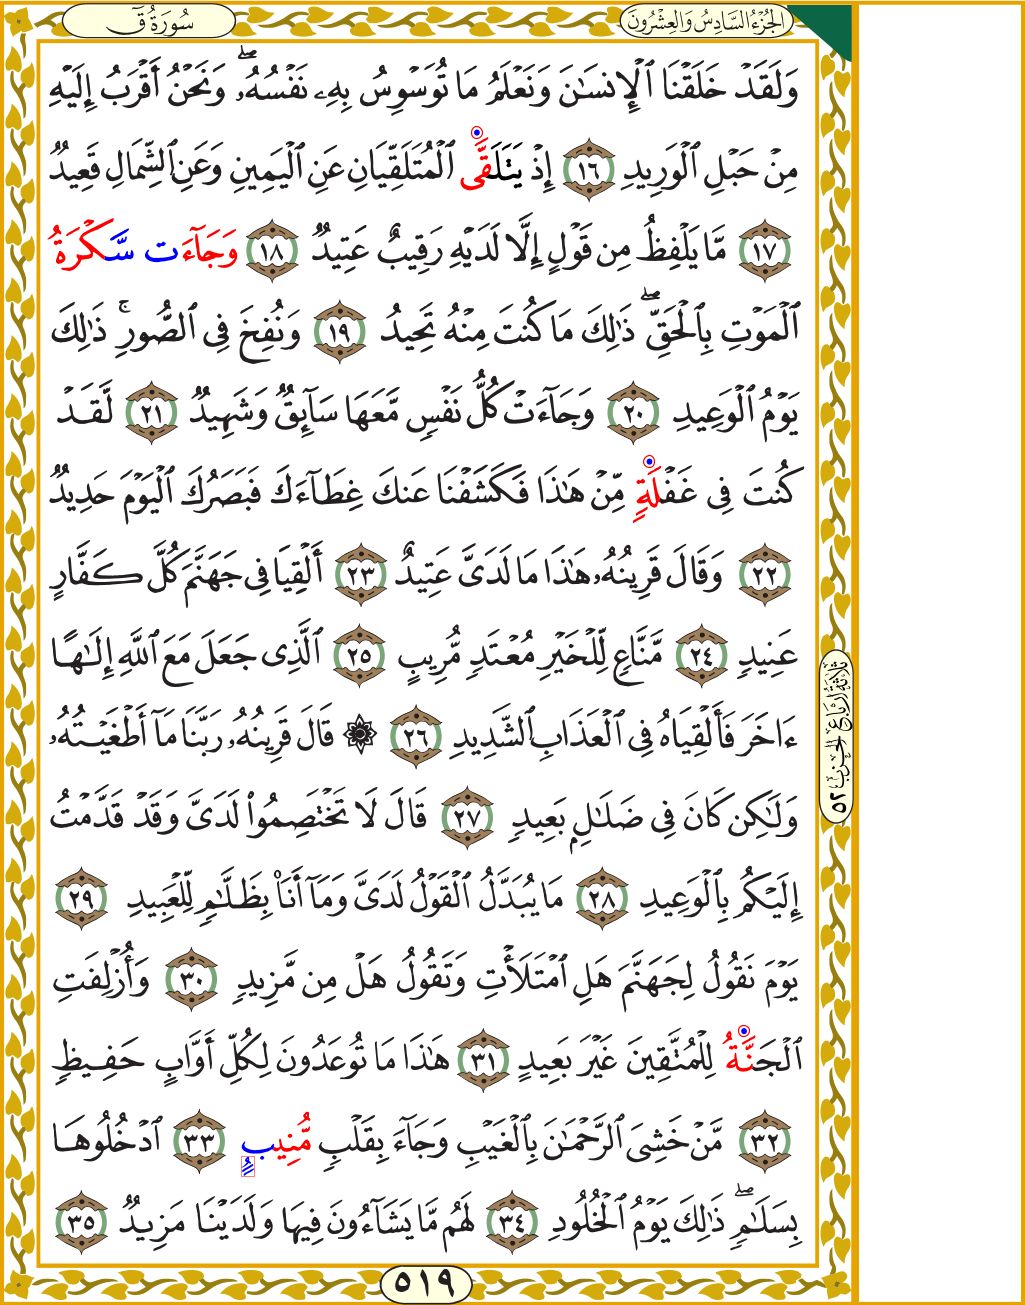 سُورَةُ قٓ
الجُزْءُ السَّادِسُ وَالعِشْرُونَ
وَلَقَدْ خَلَقْنَا ٱلْإِنسَٰنَ وَنَعْلَمُ مَا تُوَسْوِسُ بِهِۦ نَفْسُهُۥ ۖ وَنَحْنُ أَقْرَبُ إِلَيْهِ
مِنْ حَبْلِ ٱلْوَرِيدِ ١٦ إِذْ يَتَلَقَّى ٱلْمُتَلَقِّيَانِ عَنِ ٱلْيَمِينِ وَعَنِ ٱلشِّمَالِ قَعِيدٌ
١٧ مَّا يَلْفِظُ مِن قَوْلٍ إِلَّا لَدَيْهِ رَقِيبٌ عَتِيدٌ ١٨ وَجَآءَت سَّكْرَةُ
ٱلْمَوْتِ بِٱلْحَقِّ ۖ ذَٰلِكَ مَا كُنتَ مِنْهُ تَحِيدُ ١٩ وَنُفِخَ فِى ٱلصُّورِ ۚ ذَٰلِكَ
يَوْمُ ٱلْوَعِيدِ ٢٠ وَجَآءَتْ كُلُّ نَفْسٍ مَّعَهَا سَآئِقٌ وَشَهِيدٌ ٢١ لَّقَدْ
كُنتَ فِى غَفْلَةٍ مِّنْ هَٰذَا فَكَشَفْنَا عَنكَ غِطَآءَكَ فَبَصَرُكَ ٱلْيَوْمَ حَدِيدٌ
٢٢ وَقَالَ قَرِينُهُۥ هَٰذَا مَا لَدَىَّ عَتِيدٌ ٢٣ أَلْقِيَا فِى جَهَنَّمَ كُلَّ كَفَّارٍ
عَنِيدٍ ٢٤ مَّنَّاعٍ لِّلْخَيْرِ مُعْتَدٍ مُّرِيبٍ ٢٥ ٱلَّذِى جَعَلَ مَعَ ٱللَّهِ إِلَٰهًا
ءَاخَرَ فَأَلْقِيَاهُ فِى ٱلْعَذَابِ ٱلشَّدِيدِ ٢٦ ۞ قَالَ قَرِينُهُۥ رَبَّنَا مَآ أَطْغَيْتُهُۥ
وَلَٰكِن كَانَ فِى ضَلَٰلٍۭ بَعِيدٍ ٢٧ قَالَ لَا تَخْتَصِمُوا۟ لَدَىَّ وَقَدْ قَدَّمْتُ
إِلَيْكُم بِٱلْوَعِيدِ ٢٨ مَا يُبَدَّلُ ٱلْقَوْلُ لَدَىَّ وَمَآ أَنَا۠ بِظَلَّٰمٍ لِّلْعَبِيدِ ٢٩
يَوْمَ نَقُولُ لِجَهَنَّمَ هَلِ ٱمْتَلَأْتِ وَتَقُولُ هَلْ مِن مَّزِيدٍ ٣٠ وَأُزْلِفَتِ
ٱلْجَنَّةُ لِلْمُتَّقِينَ غَيْرَ بَعِيدٍ ٣١ هَٰذَا مَا تُوعَدُونَ لِكُلِّ أَوَّابٍ حَفِيظٍ
٣٢ مَّنْ خَشِىَ ٱلرَّحْمَٰنَ بِٱلْغَيْبِ وَجَآءَ بِقَلْبٍ مُّنِيبٍ ٣٣ ٱدْخُلُوهَا
بِسَلَٰمٍ ۖ ذَٰلِكَ يَوْمُ ٱلْخُلُودِ ٣٤ لَهُم مَّا يَشَآءُونَ فِيهَا وَلَدَيْنَا مَزِيدٌ ٣٥
ثَلَاثَةُ أَرْبَاعِ الحِزْبِ ٥٢
٥١٩